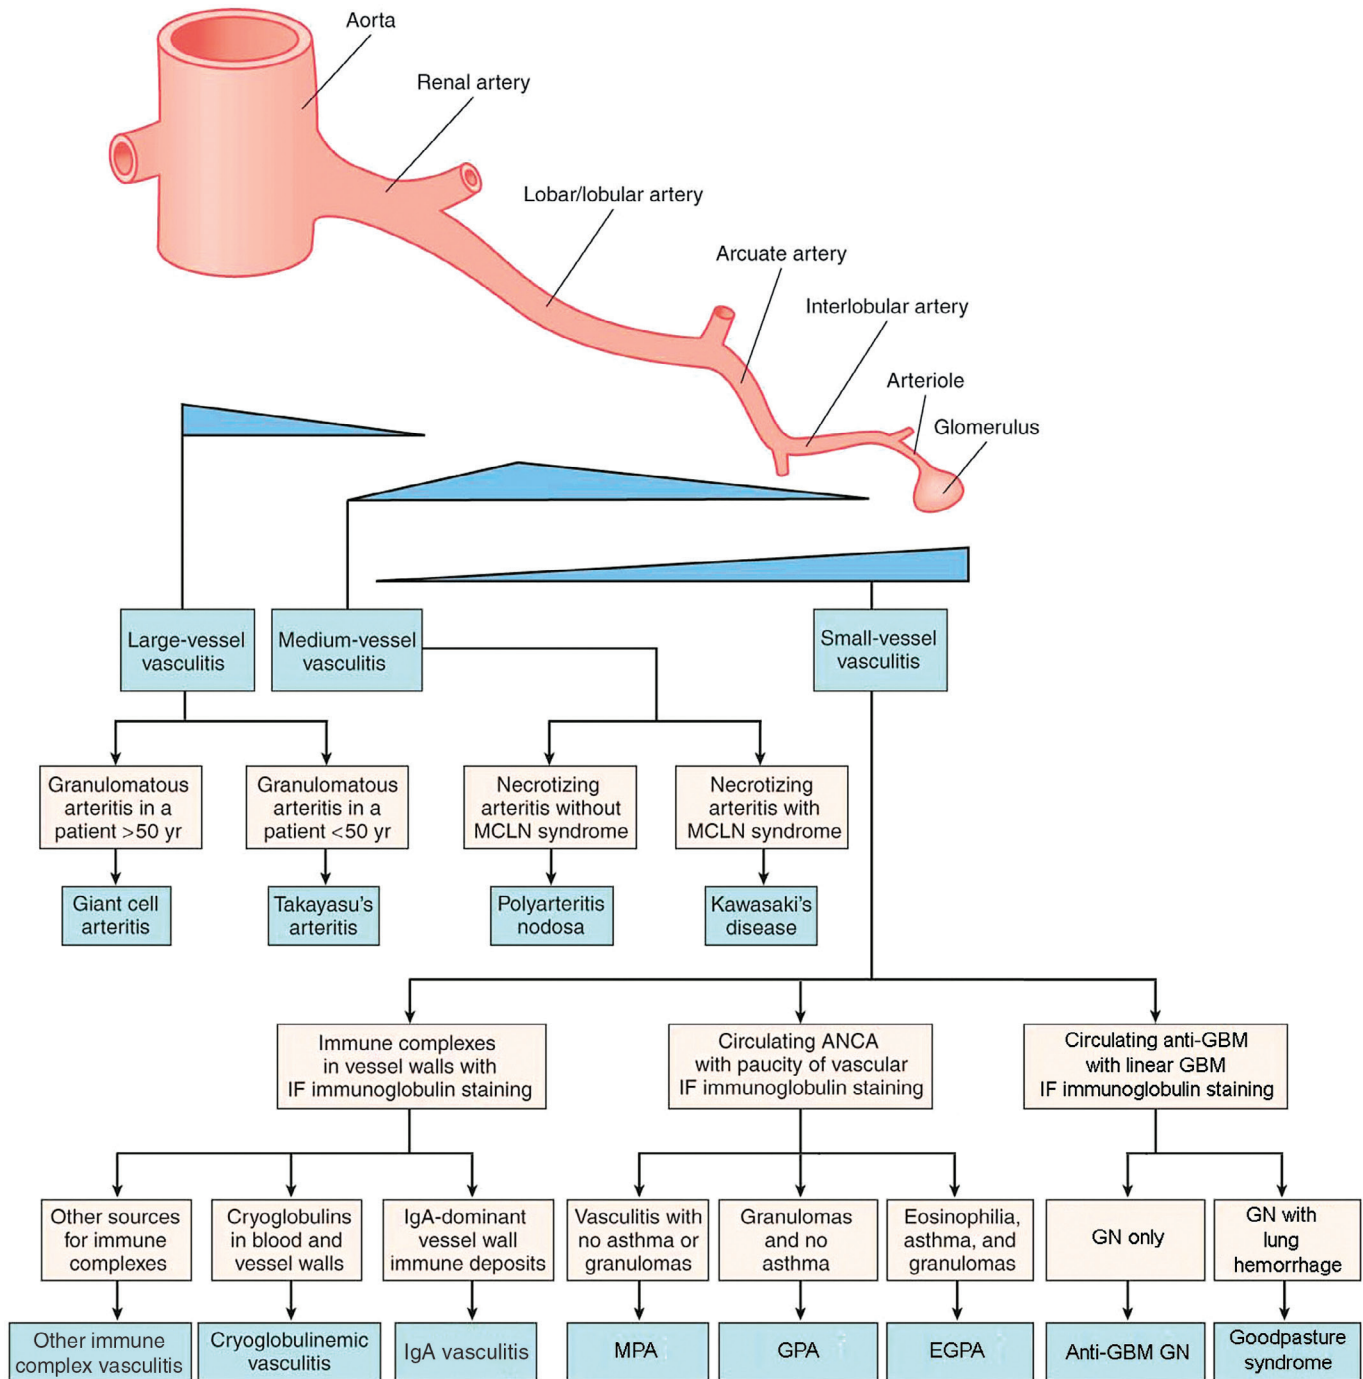 Aorta
Renal artery
Lobar/lobular artery
Arcuate artery
Interlobular artery
Arteriole
Glomerulus
Large-vessel
vasculitis
Medium-vessel
vasculitis
Small-vessel
vasculitis
Granulomatous
arteritis in a
patient >50 yr
Granulomatous
arteritis in a
patient <50 yr
Necrotizing
arteritis without
MCLN syndrome
Necrotizing
arteritis with
MCLN syndrome
Giant cell
arteritis
Takayasu's
arteritis
Polyarteritis
nodosa
Kawasaki's
disease
Immune complexes
in vessel walls with
IF immunoglobulin staining
Circulating ANCA
with paucity of vascular
IF immunoglobulin staining
Circulating anti-GBM
with linear GBM
IF immunoglobulin staining
Other sources
for immune
complexes
Cryoglobulins
in blood and
vessel walls
IgA-dominant
vessel wall
immune deposits
Vasculitis with
no asthma or
granulomas
Granulomas
and no
asthma
Eosinophilia,
asthma, and
granulomas
GN only
GN with
lung
hemorrhage
Other immune
complex vasculitis
Cryoglobulinemic
vasculitis
IgA vasculitis
MPA
GPA
EGPA
Anti-GBM GN
Goodpasture
syndrome